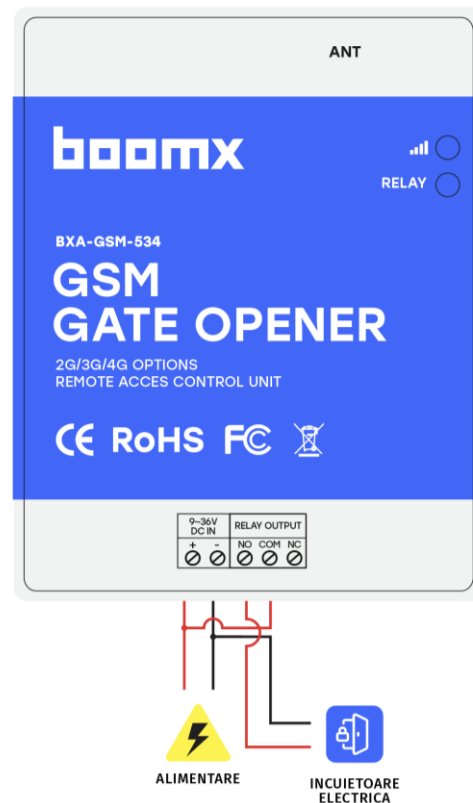 ANT
boomx
RELAY
BXA-GSM-534
GSM
GATE OPENER
2G/3G/4G OPTIONS
REMOTE ACCES CONTROL UNIT
CE RoHS FC
9~36V
DC IN
RELAY OUTPUT
+ - NO COM NC
ALIMENTARE
INCUIETOARE
ELECTRICA